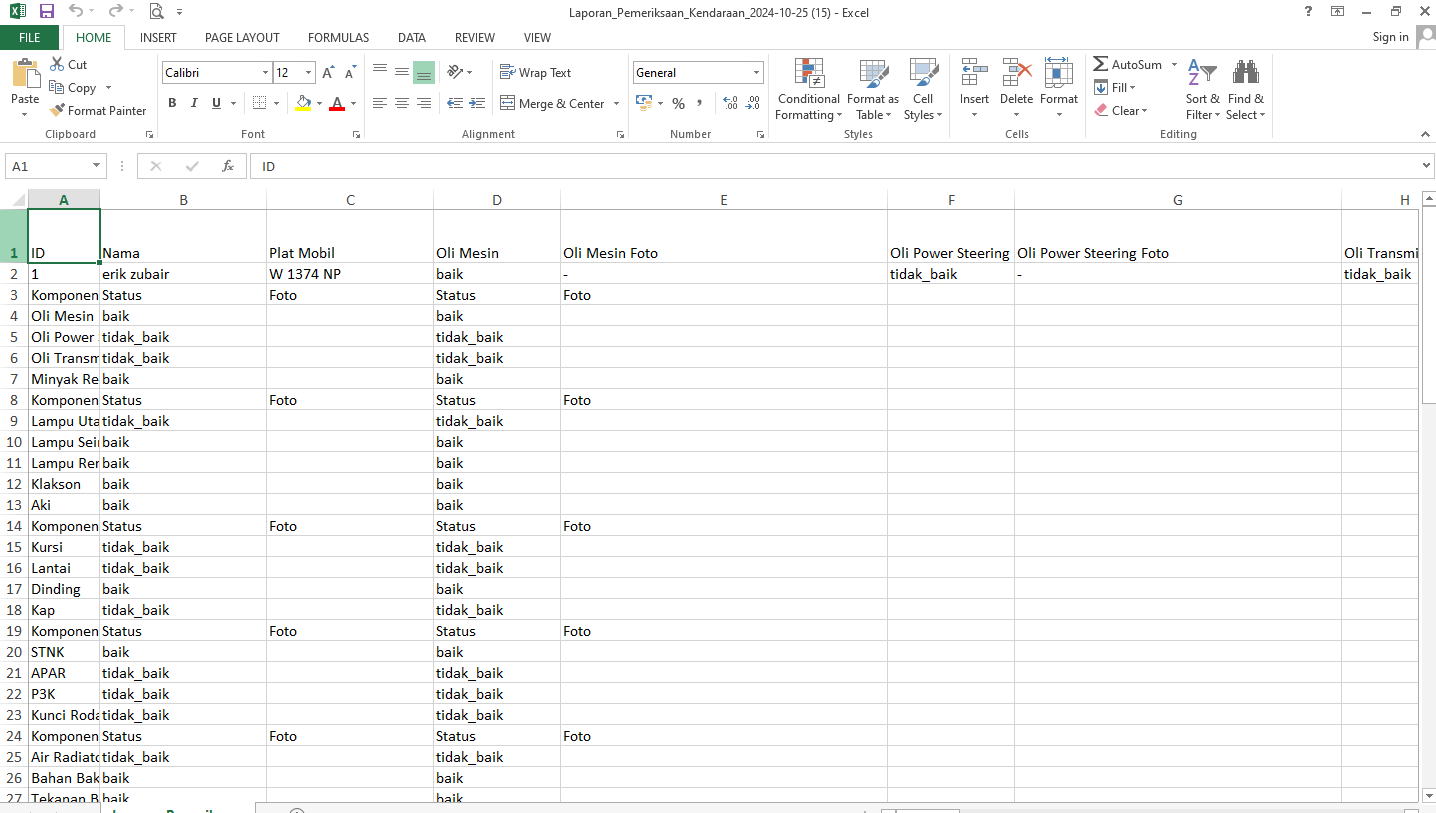 Laporan_Pemeriksaan_Kendaraan_2024-10-25 (15) - Excel
FILE HOME INSERT PAGE LAYOUT FORMULAS DATA REVIEW VIEW Sign in
Paste Cut
Copy
Format Painter
Clipboard
Calibri 12
B I U
Font
Wrap Text
Merge & Center
Alignment
General
%
Number
Conditional Formatting
Format as Table
Cell Styles
Styles
Insert Delete Format
Cells
AutoSum
Fill
Clear
Sort & Filter
Find & Select
Editing
A1 fx ID
A B C D E F G H
1 ID Nama Plat Mobil Oli Mesin Oli Mesin Foto Oli Power Steering Oli Power Steering Foto Oli Transmi
2 1 erik zubair W 1374 NP baik - tidak_baik - tidak_baik
3 Komponen Status Foto Status Foto
4 Oli Mesin baik baik
5 Oli Power tidak_baik tidak_baik
6 Oli Transm tidak_baik tidak_baik
7 Minyak Re baik baik
8 Komponen Status Foto Status Foto
9 Lampu Uta tidak_baik tidak_baik
10 Lampu Sei baik baik
11 Lampu Rer baik baik
12 Klakson baik baik
13 Aki baik baik
14 Komponen Status Foto Status Foto
15 Kursi tidak_baik tidak_baik
16 Lantai tidak_baik tidak_baik
17 Dinding baik baik
18 Kap tidak_baik tidak_baik
19 Komponen Status Foto Status Foto
20 STNK baik baik
21 APAR tidak_baik tidak_baik
22 P3K tidak_baik tidak_baik
23 Kunci Roda tidak_baik tidak_baik
24 Komponen Status Foto Status Foto
25 Air Radiato tidak_baik tidak_baik
26 Bahan Bak baik baik
27 Tekanan B baik baik